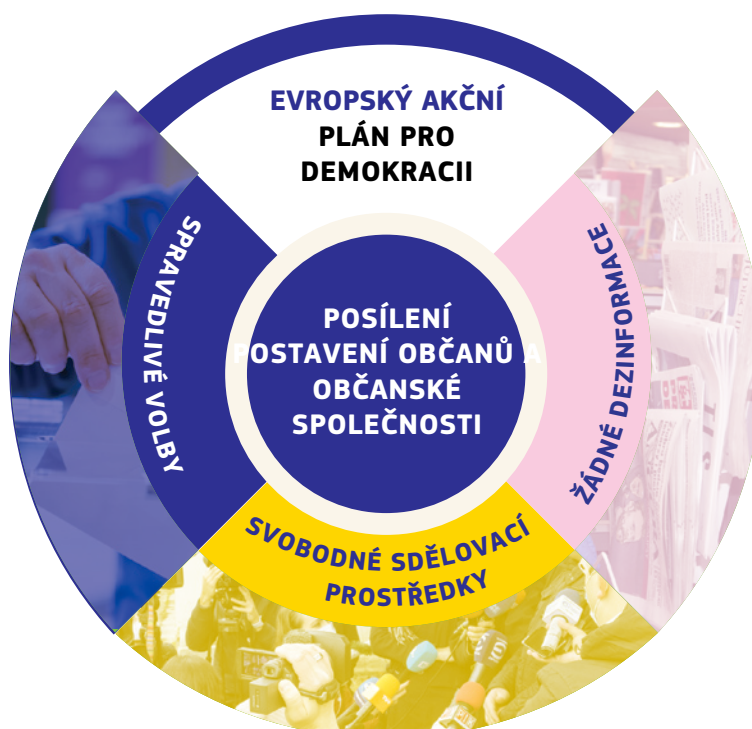 EVROPSKÝ AKČNÍ
PLÁN PRO
DEMOKRACII
SPRAVEDLIVÉ VOLBY
POSÍLENÍ
POSTAVENÍ OBČANŮ A
OBČANSKÉ
SPOLEČNOSTI
ŽÁDNÉ DEZINFORMACE
SVOBODNÉ SDĚLOVACÍ
PROSTŘEDKY